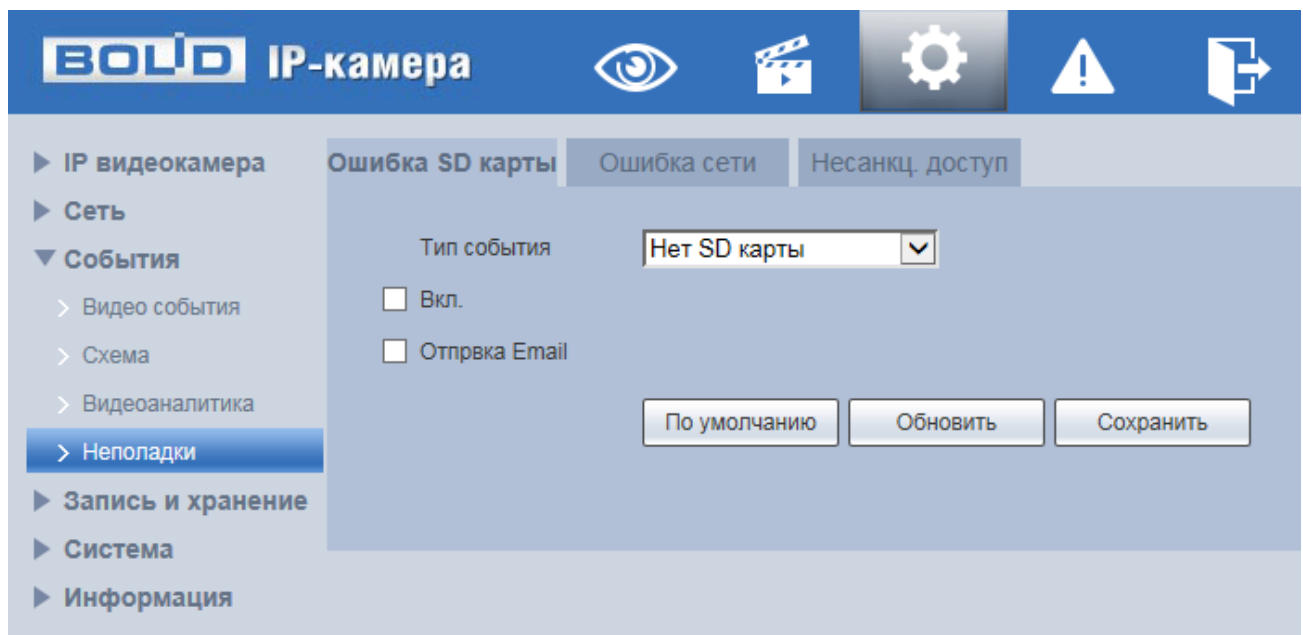 BOLID IP-камера
IP видеокамера
Сеть
События
Видео события
Схема
Видеоаналитика
Неполадки
Запись и хранение
Система
Информация
Ошибка SD карты Ошибка сети Несанкц. доступ
Тип события Нет SD карты
Вкл.
Отпрвка Email
По умолчанию Обновить Сохранить